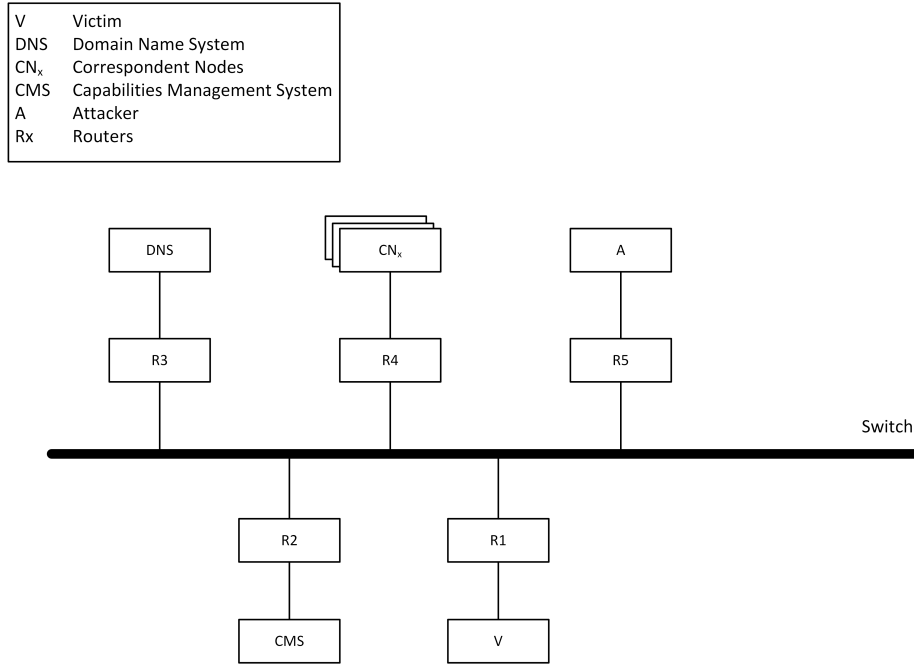 V Victim
DNS Domain Name System
CNx Correspondent Nodes
CMS Capabilities Management System
A Attacker
Rx Routers
DNS
CNx
A
R3
R4
R5
Switch
R2
R1
CMS
V